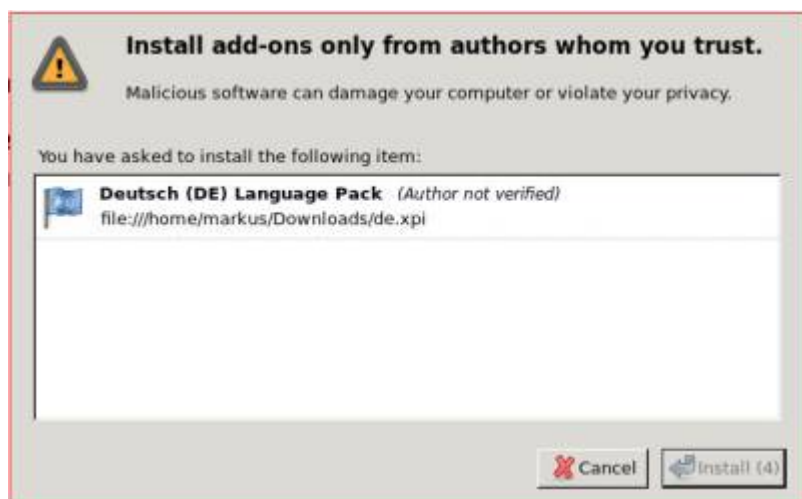 Install add-ons only from authors whom you trust.
Malicious software can damage your computer or violate your privacy.
You have asked to install the following item:
Deutsch (DE) Language Pack (Author not verified)
file:///home/markus/Downloads/de.xpi
Cancel
Install (4)